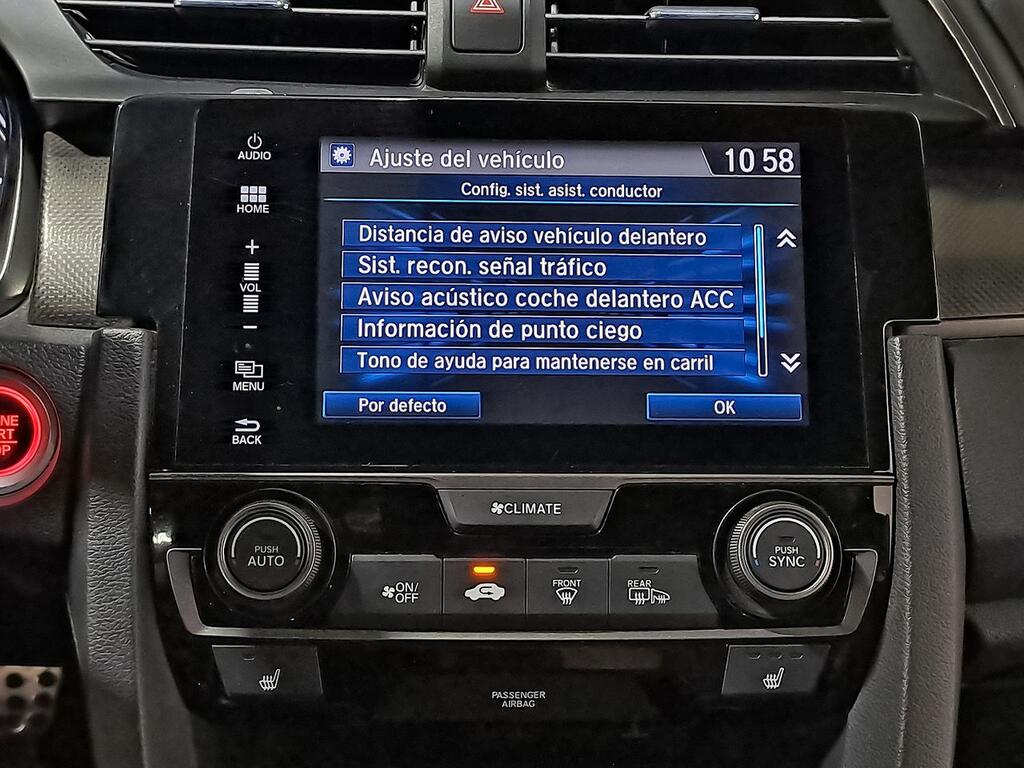 AUDIO
HOME
+
VOL
-
MENU
BACK
Ajuste del vehículo
10 58
Config. sist. asist. conductor
Distancia de aviso vehículo delantero
Sist. recon. señal tráfico
Aviso acústico coche delantero ACC
Información de punto ciego
Tono de ayuda para mantenerse en carril
Por defecto
OK
CLIMATE
PUSH
AUTO
ON/
OFF
FRONT
REAR
PUSH
SYNC
PASSENGER
AIRBAG